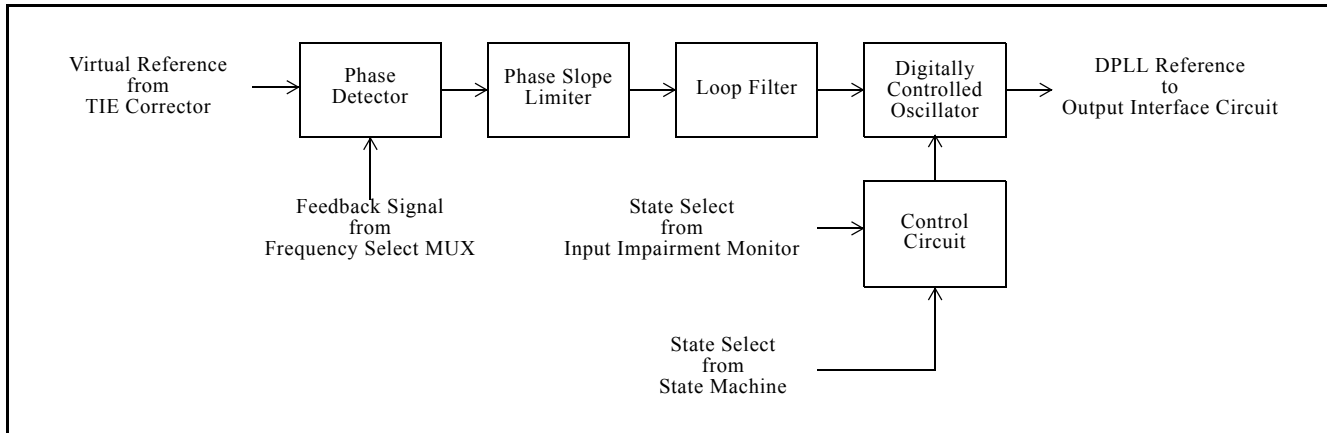 Virtual Reference
from
TIE Corrector
Phase
Detector
Phase Slope
Limiter
Loop Filter
Digitally
Controlled
Oscillator
DPLL Reference
to
Output Interface Circuit
Feedback Signal
from
Frequency Select MUX
State Select
from
Input Impairment Monitor
Control
Circuit
State Select
from
State Machine